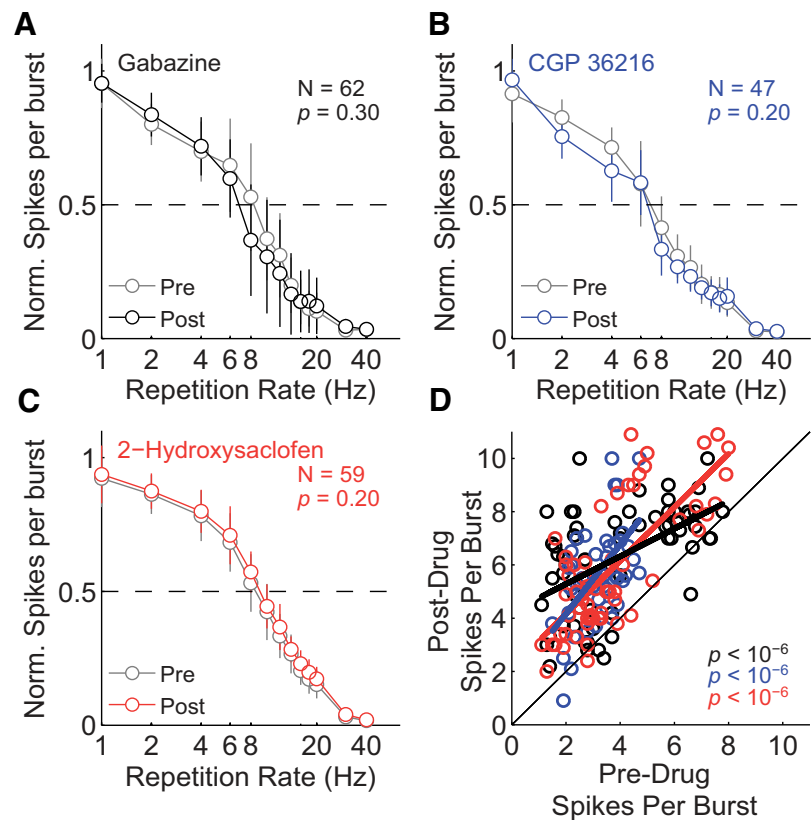 A
Gabazine
N = 62
p = 0.30
Norm. Spikes per burst
1
0.5
0
Pre
Post
1 2 4 6 8 20 40
Repetition Rate (Hz)
B
CGP 36216
N = 47
p = 0.20
Norm. Spikes per burst
1
0.5
0
Pre
Post
1 2 4 6 8 20 40
Repetition Rate (Hz)
C
2−Hydroxysaclofen
N = 59
p = 0.20
Norm. Spikes per burst
1
0.5
0
Pre
Post
1 2 4 6 8 20 40
Repetition Rate (Hz)
D
Post-Drug
Spikes Per Burst
10
8
6
4
2
0
p < 10⁻⁶
p < 10⁻⁶
p < 10⁻⁶
0 2 4 6 8 10
Pre-Drug
Spikes Per Burst